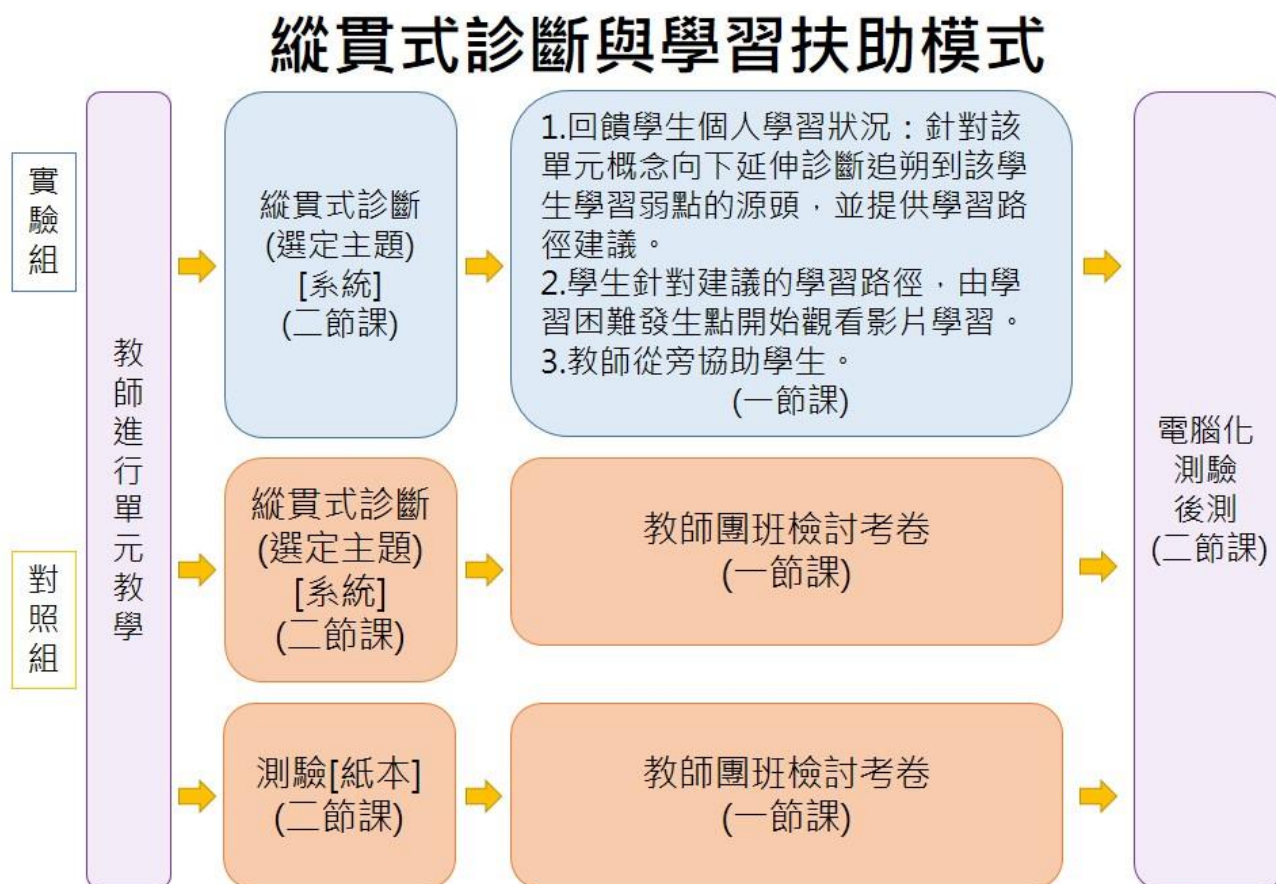 縱貫式診斷與學習扶助模式
實
驗
組
對
照
組
教
師
進
行
單
元
教
學
縱貫式診斷
(選定主題)
[系統]
(二節課)
1.回饋學生個人學習狀況：針對該
單元概念向下延伸診斷追朔到該學
生學習弱點的源頭，並提供學習路
徑建議。
2.學生針對建議的學習路徑，由學
習困難發生點開始觀看影片學習。
3.教師從旁協助學生。
(一節課)
縱貫式診斷
(選定主題)
[系統]
(二節課)
教師團班檢討考卷
(一節課)
測驗[紙本]
(二節課)
教師團班檢討考卷
(一節課)
電腦化
測驗
後測
(二節課)